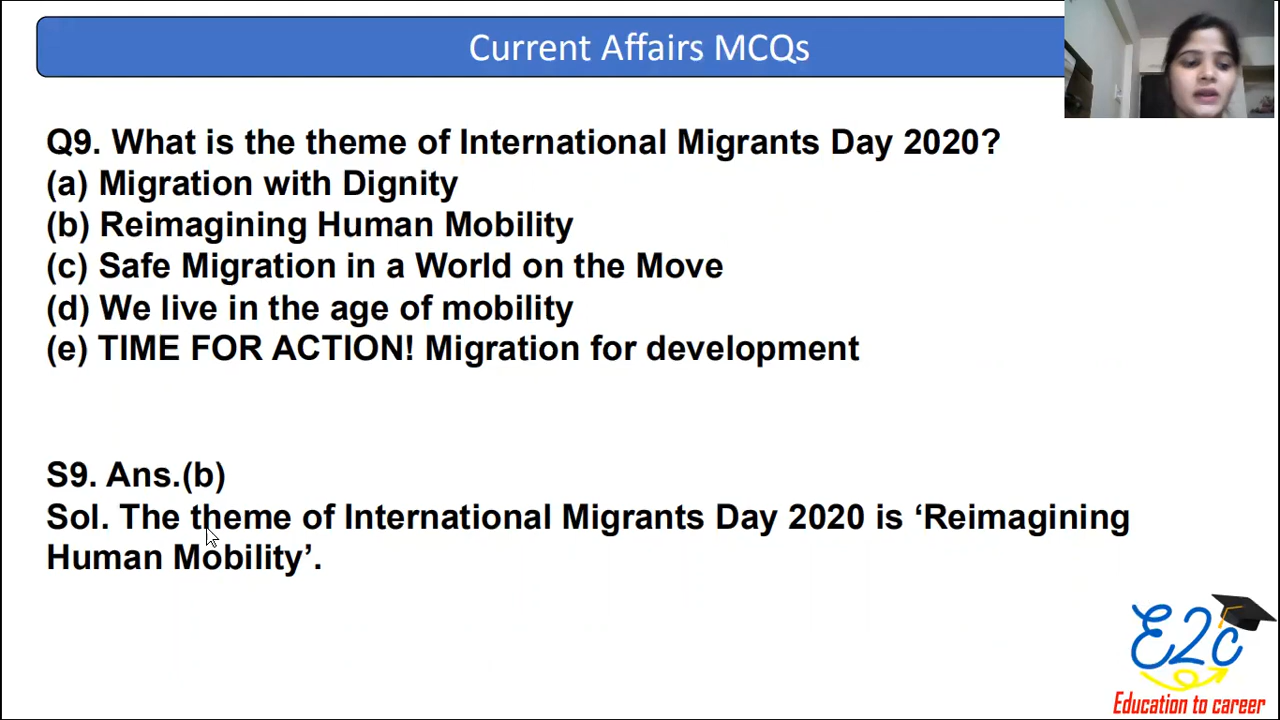 Current Affairs MCQs
Q9. What is the theme of International Migrants Day 2020?
(a) Migration with Dignity
(b) Reimagining Human Mobility
(c) Safe Migration in a World on the Move
(d) We live in the age of mobility
(e) TIME FOR ACTION! Migration for development
S9. Ans.(b)
Sol. The theme of International Migrants Day 2020 is ‘Reimagining
Human Mobility’.
E2c
Education to career